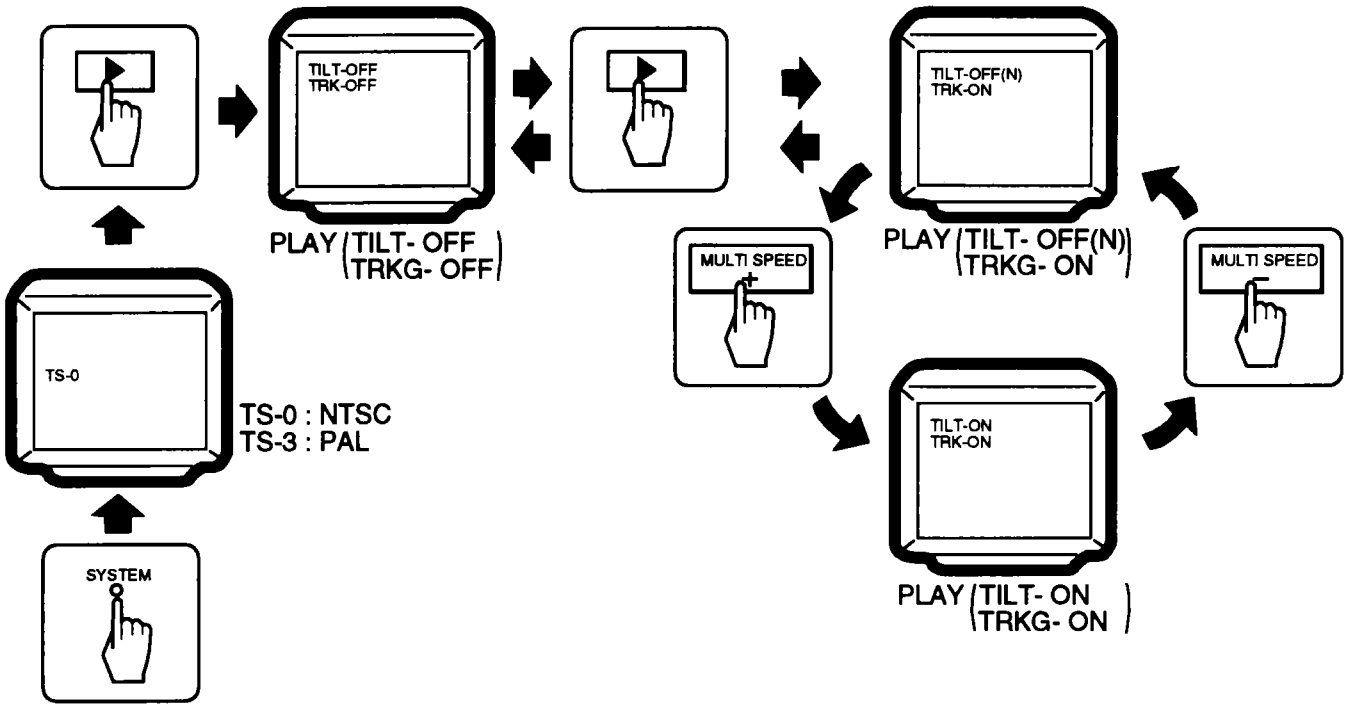 TILT-OFF
TRK-OFF
PLAY (TILT- OFF
TRKG- OFF)
TILT-OFF(N)
TRK-ON
PLAY (TILT- OFF(N)
TRKG- ON)
MULTI SPEED
+
MULTI SPEED
−
TS-0
TS-0 : NTSC
TS-3 : PAL
TILT-ON
TRK-ON
PLAY (TILT- ON
TRKG- ON)
SYSTEM